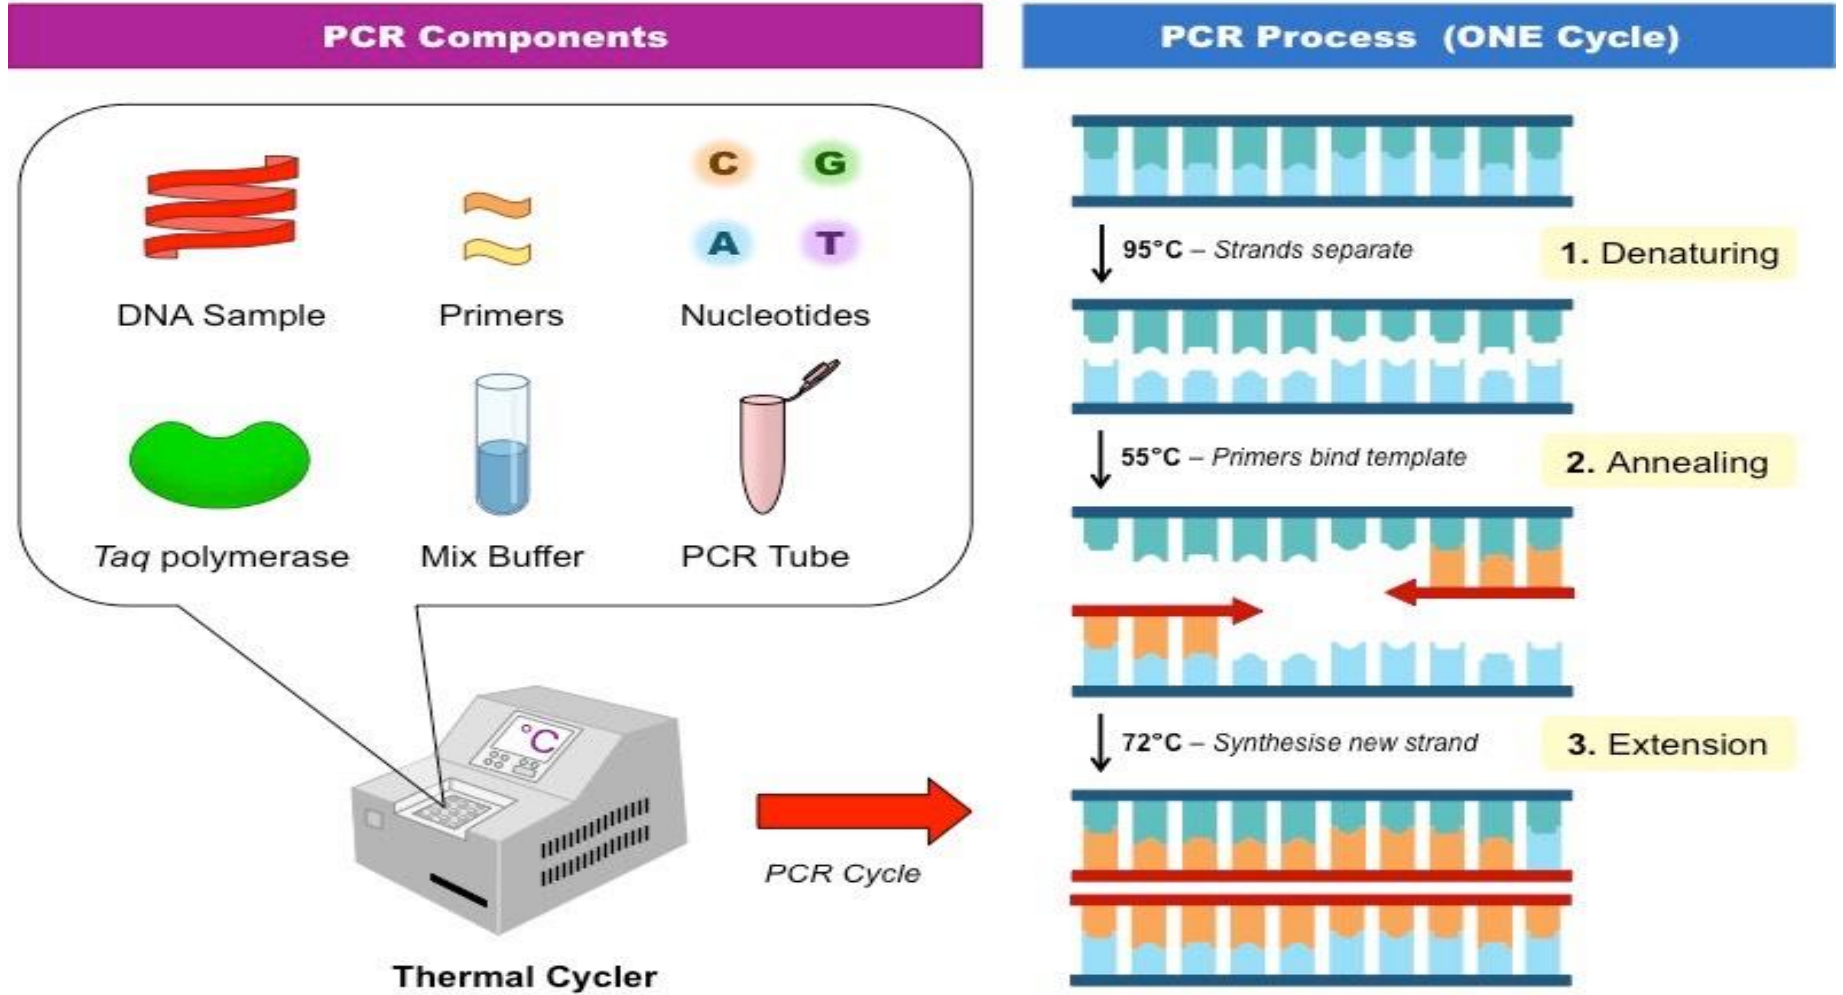 PCR Components
DNA Sample
Primers
C G
A T
Nucleotides
Taq polymerase
Mix Buffer
PCR Tube
°C
Thermal Cycler
PCR Cycle
PCR Process (ONE Cycle)
95°C – Strands separate
1. Denaturing
55°C – Primers bind template
2. Annealing
72°C – Synthesise new strand
3. Extension